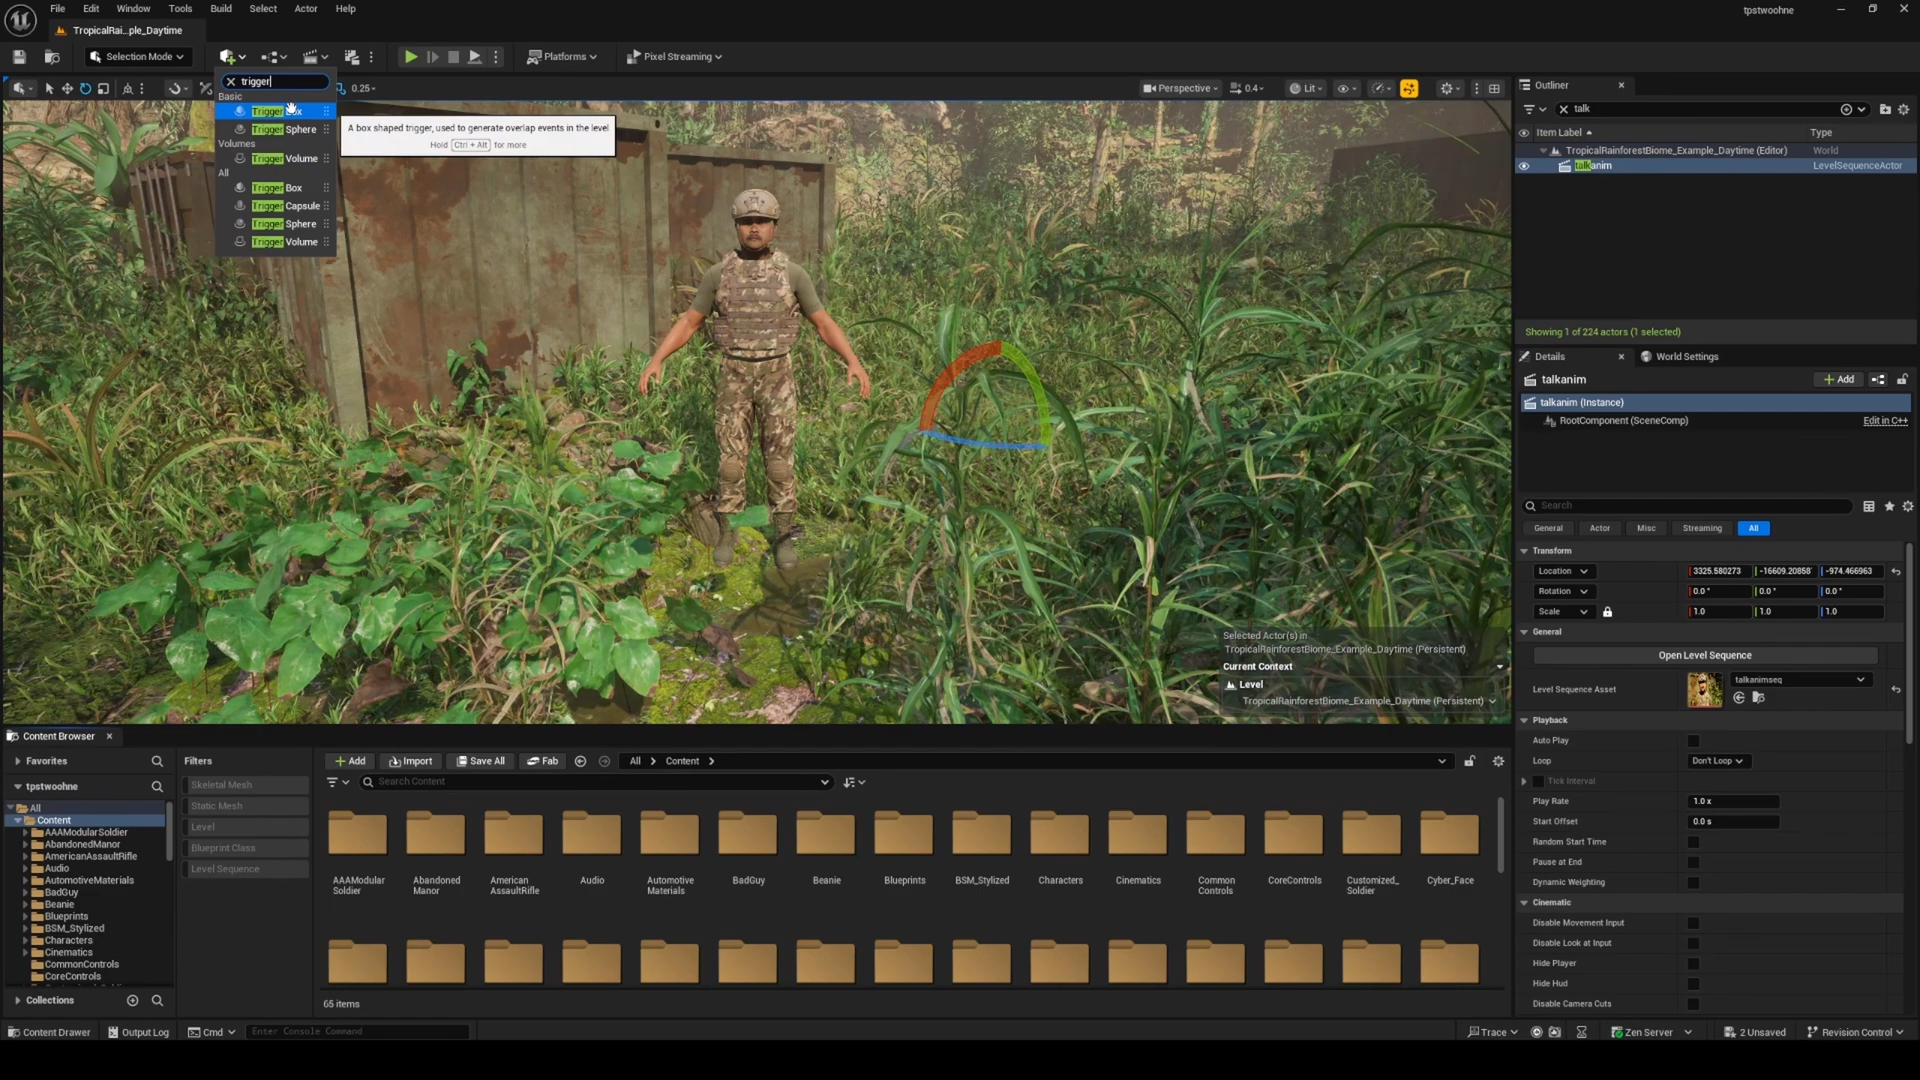 File Edit Window Tools Build Select Actor Help
tpstwoohne
TropicalRai...ple_Daytime
Selection Mode
Platforms
Pixel Streaming
trigger
0.25
Perspective
0.4
Lit
Basic
Trigger Box
Trigger Sphere
Volumes
Trigger Volume
All
Trigger Box
Trigger Capsule
Trigger Sphere
Trigger Volume
A box shaped trigger, used to generate overlap events in the level
Hold Ctrl + Alt for more
Selected Actor(s) in
TropicalRainforestBiome_Example_Daytime (Persistent)
Current Context
Level
TropicalRainforestBiome_Example_Daytime (Persistent)
Outliner
talk
Item Label Type
TropicalRainforestBiome_Example_Daytime (Editor) World
talkanim LevelSequenceActor
Showing 1 of 224 actors (1 selected)
Details World Settings
talkanim
Add
talkanim (Instance)
RootComponent (SceneComp) Edit in C++
Search
General Actor Misc Streaming All
Transform
Location 3325.580273 -16609.20858 -974.466963
Rotation 0.0 ° 0.0 ° 0.0 °
Scale 1.0 1.0 1.0
General
Open Level Sequence
Level Sequence Asset talkanimseq
Playback
Auto Play
Loop Don't Loop
Tick Interval
Play Rate 1.0 x
Start Offset 0.0 s
Random Start Time
Pause at End
Dynamic Weighting
Cinematic
Disable Movement Input
Disable Look at Input
Hide Player
Hide Hud
Disable Camera Cuts
Content Browser
Favorites
tpstwoohne
All
Content
AAAModularSoldier
AbandonedManor
AmericanAssaultRifle
Audio
AutomotiveMaterials
BadGuy
Beanie
Blueprints
BSM_Stylized
Characters
Cinematics
CommonControls
CoreControls
Collections
Filters
Skeletal Mesh
Static Mesh
Level
Blueprint Class
Level Sequence
Add Import Save All Fab All Content
Search Content
AAAModular Soldier
Abandoned Manor
American AssaultRifle
Audio
Automotive Materials
BadGuy
Beanie
Blueprints
BSM_Stylized
Characters
Cinematics
Common Controls
CoreControls
Customized_ Soldier
Cyber_Face
65 items
Content Drawer Output Log Cmd Enter Console Command
Trace Zen Server 2 Unsaved Revision Control